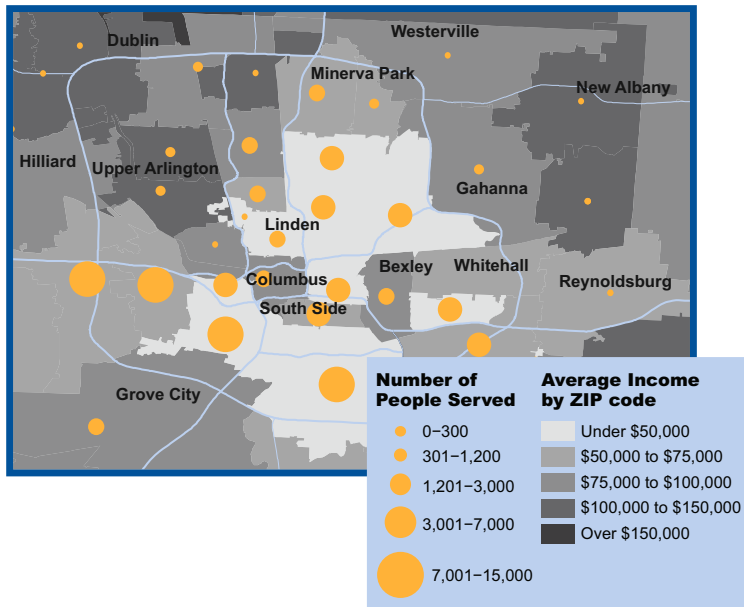 Dublin
Westerville
Minerva Park
New Albany
Hilliard
Upper Arlington
Gahanna
Linden
Columbus
Bexley
Whitehall
Reynoldsburg
South Side
Grove City
Number of
People Served
0–300
301–1,200
1,201–3,000
3,001–7,000
7,001–15,000
Average Income
by ZIP code
Under $50,000
$50,000 to $75,000
$75,000 to $100,000
$100,000 to $150,000
Over $150,000